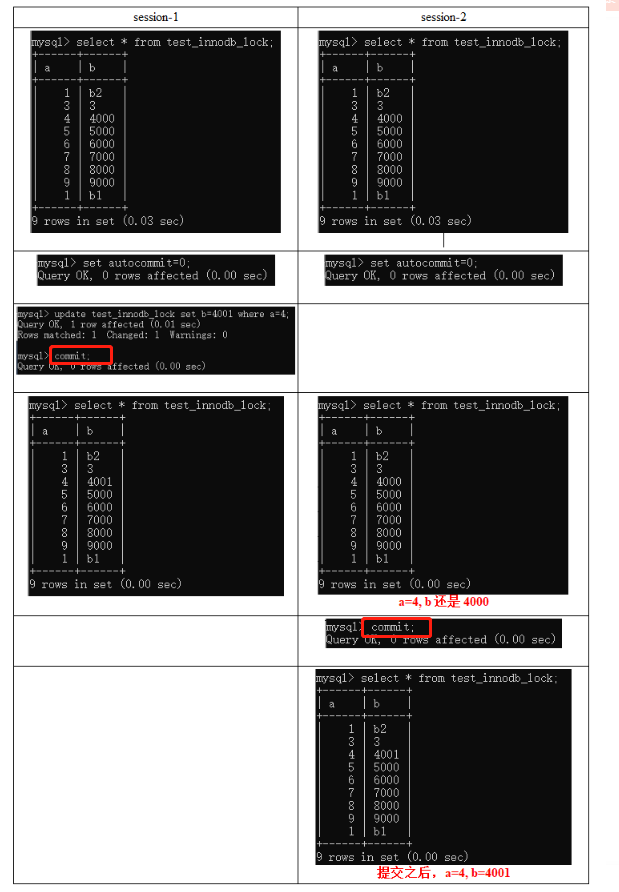 session-1
session-2
mysql> select * from test_innodb_lock;
+------+------+
| a | b |
+------+------+
| 1 | b2 |
| 3 | 3 |
| 4 | 4000 |
| 5 | 5000 |
| 6 | 6000 |
| 7 | 7000 |
| 8 | 8000 |
| 9 | 9000 |
| 1 | b1 |
+------+------+
9 rows in set (0.03 sec)
mysql> select * from test_innodb_lock;
+------+------+
| a | b |
+------+------+
| 1 | b2 |
| 3 | 3 |
| 4 | 4000 |
| 5 | 5000 |
| 6 | 6000 |
| 7 | 7000 |
| 8 | 8000 |
| 9 | 9000 |
| 1 | b1 |
+------+------+
9 rows in set (0.03 sec)
mysql> set autocommit=0;
Query OK, 0 rows affected (0.00 sec)
mysql> set autocommit=0;
Query OK, 0 rows affected (0.00 sec)
mysql> update test_innodb_lock set b=4001 where a=4;
Query OK, 1 row affected (0.01 sec)
Rows matched: 1 Changed: 1 Warnings: 0
mysql> commit;
Query OK, 0 rows affected (0.00 sec)
mysql> select * from test_innodb_lock;
+------+------+
| a | b |
+------+------+
| 1 | b2 |
| 3 | 3 |
| 4 | 4001 |
| 5 | 5000 |
| 6 | 6000 |
| 7 | 7000 |
| 8 | 8000 |
| 9 | 9000 |
| 1 | b1 |
+------+------+
9 rows in set (0.00 sec)
mysql> select * from test_innodb_lock;
+------+------+
| a | b |
+------+------+
| 1 | b2 |
| 3 | 3 |
| 4 | 4000 |
| 5 | 5000 |
| 6 | 6000 |
| 7 | 7000 |
| 8 | 8000 |
| 9 | 9000 |
| 1 | b1 |
+------+------+
9 rows in set (0.00 sec)
a=4, b 还是 4000
mysql> commit;
Query OK, 0 rows affected (0.00 sec)
mysql> select * from test_innodb_lock;
+------+------+
| a | b |
+------+------+
| 1 | b2 |
| 3 | 3 |
| 4 | 4001 |
| 5 | 5000 |
| 6 | 6000 |
| 7 | 7000 |
| 8 | 8000 |
| 9 | 9000 |
| 1 | b1 |
+------+------+
9 rows in set (0.00 sec)
提交之后，a=4, b=4001